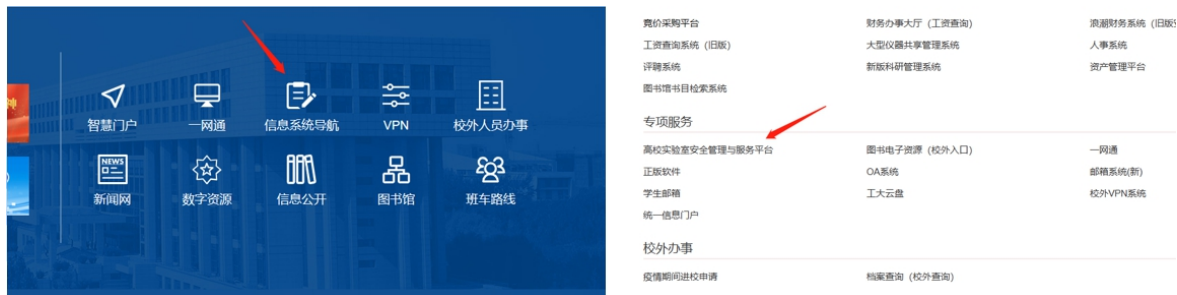 智慧门户 一网通 信息系统导航 VPN 校外人员办事
NEWS
新闻网 数字资源 信息公开 图书馆 班车路线
竞价采购平台 财务办事大厅（工资查询） 浪潮财务系统（旧版
工资查询系统（旧版） 大型仪器共享管理系统 人事系统
评聘系统 新版科研管理系统 资产管理平台
图书馆书目检索系统
专项服务
高校实验室安全管理与服务平台 图书电子资源（校外入口） 一网通
正版软件 OA系统 邮箱系统(新)
学生邮箱 工大云盘 校外VPN系统
统一信息门户
校外办事
疫情期间进校申请 档案查询（校外查询）